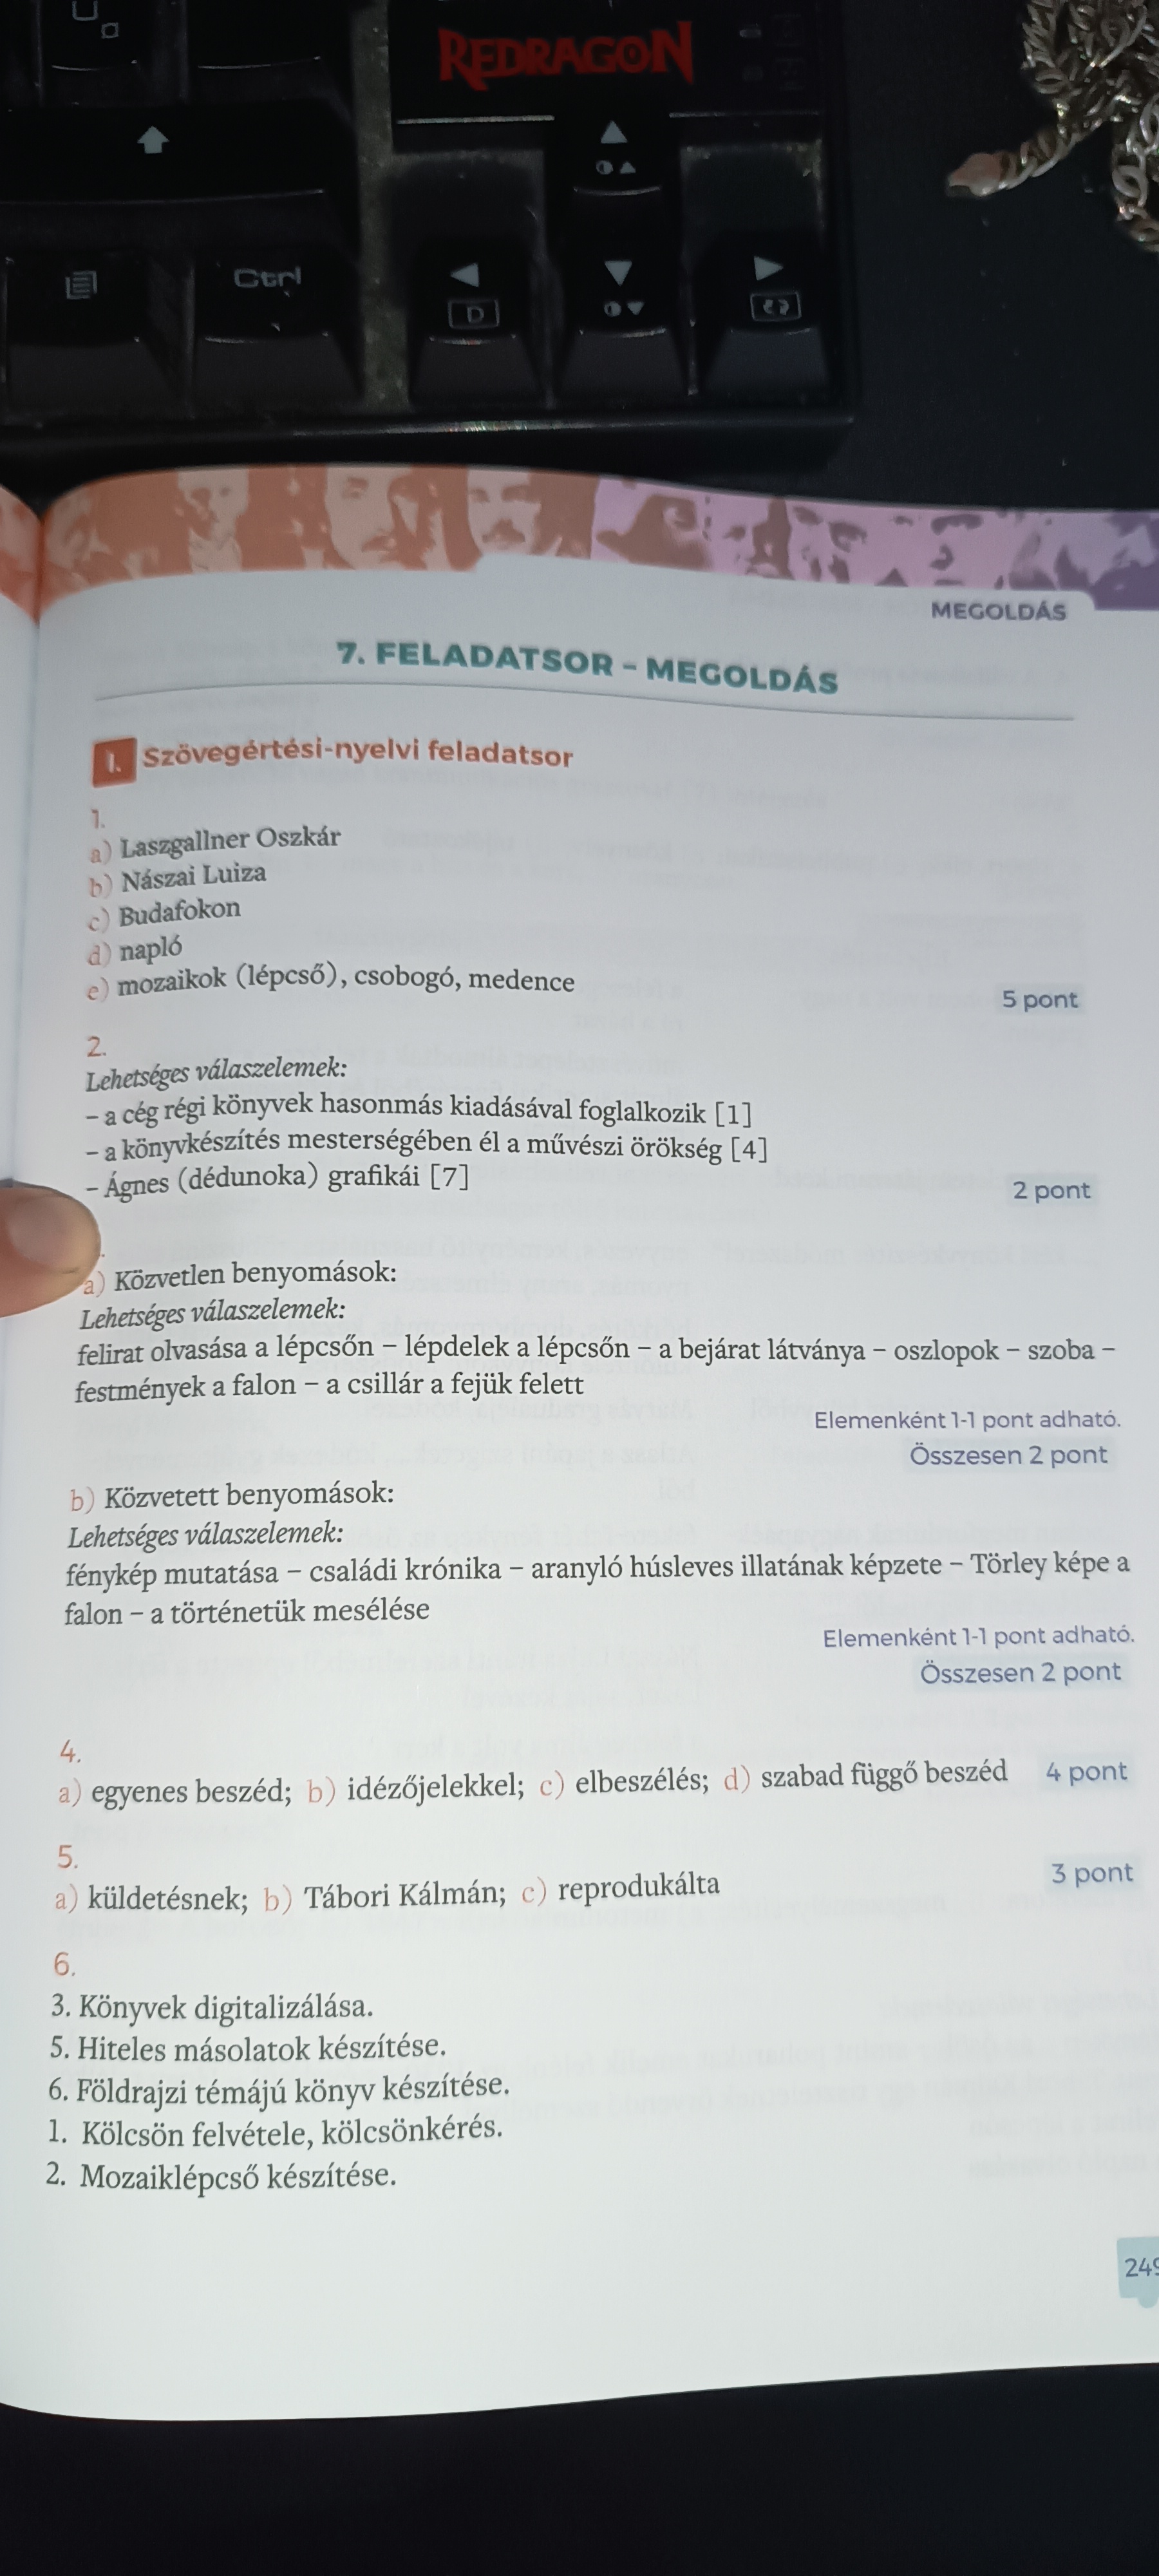 REDRAGON
Ctrl
D
MEGOLDÁS
7. FELADATSOR – MEGOLDÁS
I. Szövegértési-nyelvi feladatsor
1.
a) Laszgallner Oszkár
b) Nászai Luiza
c) Budafokon
d) napló
e) mozaikok (lépcső), csobogó, medence
5 pont
2.
Lehetséges válaszelemek:
– a cég régi könyvek hasonmás kiadásával foglalkozik [1]
– a könyvkészítés mesterségében él a művészi örökség [4]
– Ágnes (dédunoka) grafikái [7]
2 pont
a) Közvetlen benyomások:
Lehetséges válaszelemek:
felirat olvasása a lépcsőn – lépdelek a lépcsőn – a bejárat látványa – oszlopok – szoba –
festmények a falon – a csillár a fejük felett
Elemenként 1-1 pont adható.
Összesen 2 pont
b) Közvetett benyomások:
Lehetséges válaszelemek:
fénykép mutatása – családi krónika – aranyló húsleves illatának képzete – Törley képe a
falon – a történetük mesélése
Elemenként 1-1 pont adható.
Összesen 2 pont
4.
a) egyenes beszéd; b) idézőjelekkel; c) elbeszélés; d) szabad függő beszéd 4 pont
5.
a) küldetésnek; b) Tábori Kálmán; c) reprodukálta 3 pont
6.
3. Könyvek digitalizálása.
5. Hiteles másolatok készítése.
6. Földrajzi témájú könyv készítése.
1. Kölcsön felvétele, kölcsönkérés.
2. Mozaiklépcső készítése.
249